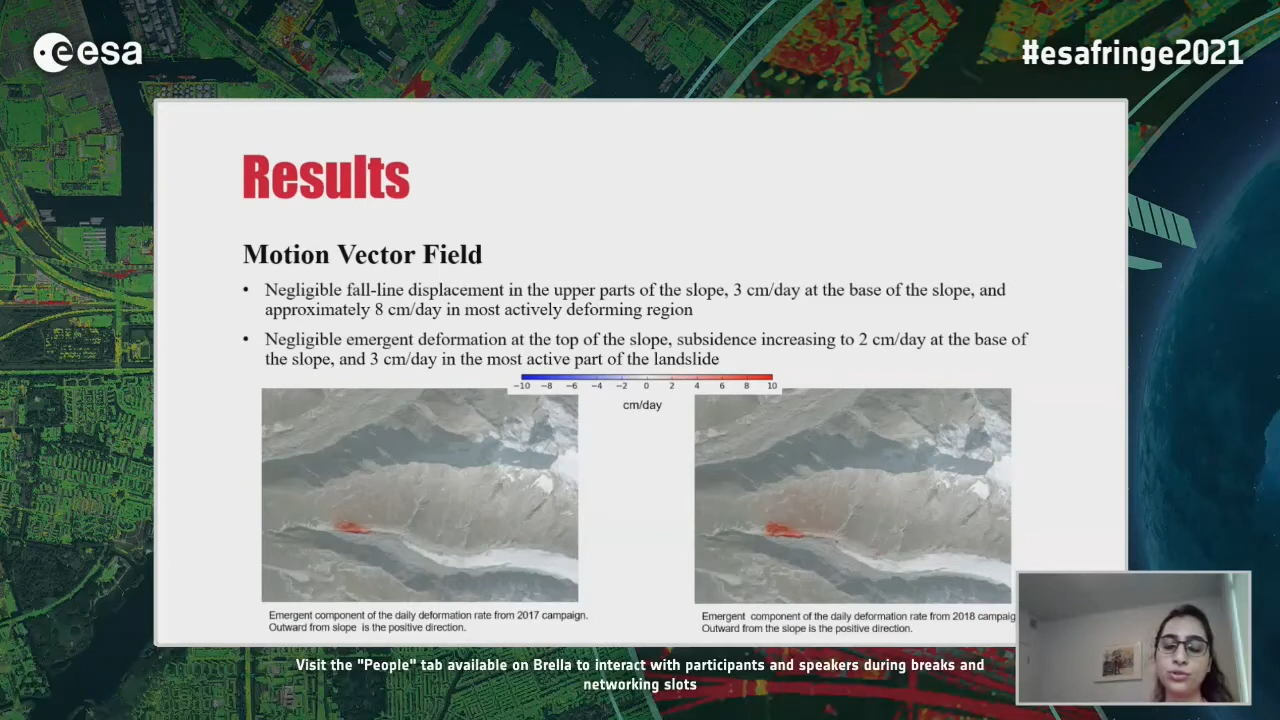 esa
#esafringe2021
Results
Motion Vector Field
• Negligible fall-line displacement in the upper parts of the slope, 3 cm/day at the base of the slope, and
approximately 8 cm/day in most actively deforming region
• Negligible emergent deformation at the top of the slope, subsidence increasing to 2 cm/day at the base of
the slope, and 3 cm/day in the most active part of the landslide
−10 −8 −6 −4 −2 0 2 4 6 8 10
cm/day
Emergent component of the daily deformation rate from 2017 campaign.
Outward from slope is the positive direction.
Emergent component of the daily deformation rate from 2018 campaig
Outward from the slope is the positive direction.
Visit the "People" tab available on Brella to interact with participants and speakers during breaks and
networking slots